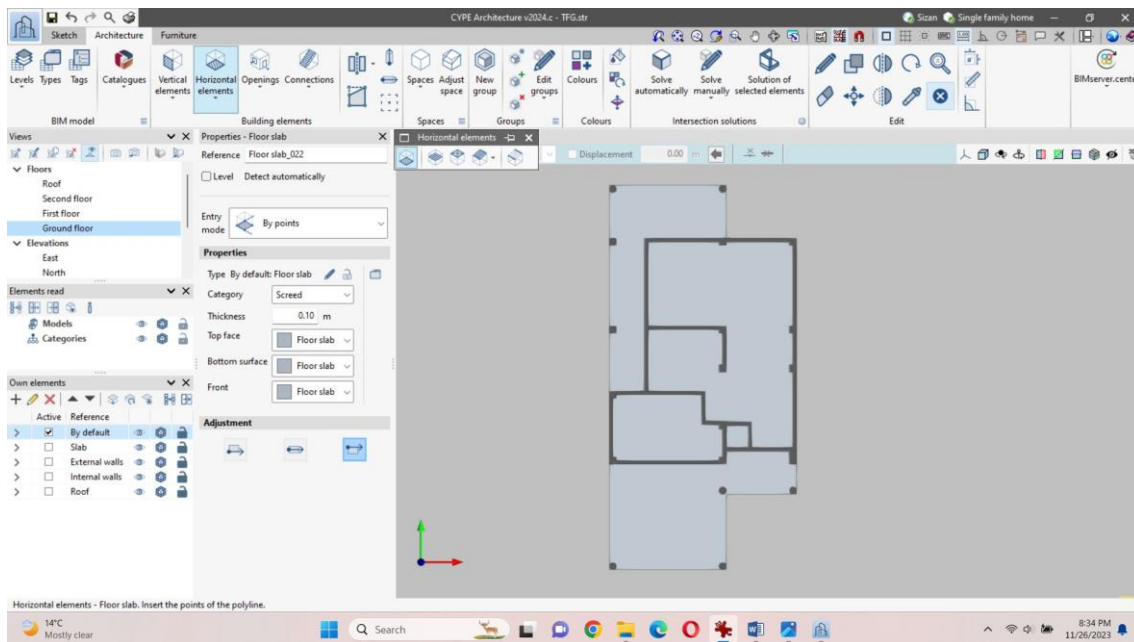 CYPE Architecture v2024.c - TFG.str
Sizan
Single family home
Sketch
Architecture
Furniture
Levels
Types
Tags
Catalogues
Vertical elements
Horizontal elements
Openings
Connections
Spaces
Adjust space
New group
Edit groups
Colours
Solve automatically
Solve manually
Solution of selected elements
BIMserver.cente
BIM model
Building elements
Spaces
Groups
Colours
Intersection solutions
Edit
Views
Floors
Roof
Second floor
First floor
Ground floor
Elevations
East
North
Elements read
Models
Categories
Own elements
Active Reference
By default
Slab
External walls
Internal walls
Roof
Properties - Floor slab
Reference Floor slab_022
Level Detect automatically
Entry mode By points
Properties
Type By default: Floor slab
Category Screed
Thickness 0.10 m
Top face Floor slab
Bottom surface Floor slab
Front Floor slab
Adjustment
Horizontal elements
Displacement 0.00 m
Horizontal elements - Floor slab. Insert the points of the polyline.
14°C
Mostly clear
Search
8:34 PM
11/26/2023